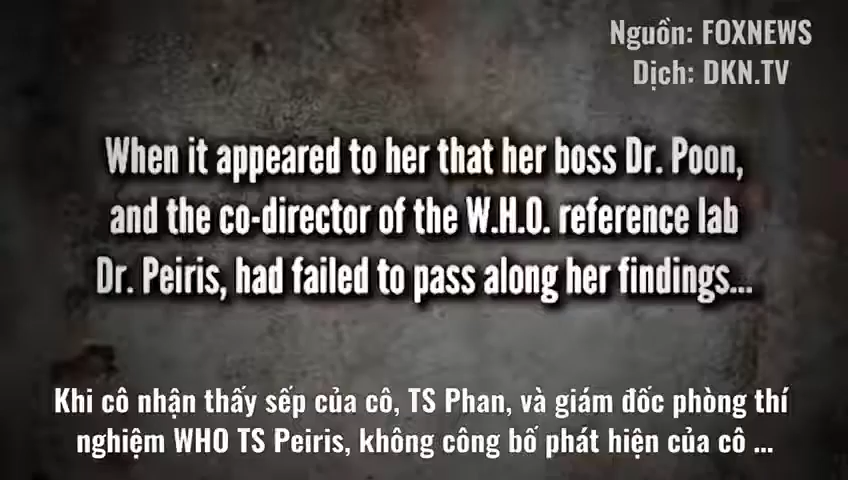 Nguồn: FOXNEWS
Dịch: DKN.TV
When it appeared to her that her boss Dr. Poon,
and the co-director of the W.H.O. reference lab
Dr. Peiris, had failed to pass along her findings...
Khi cô nhận thấy sếp của cô, TS Phan, và giám đốc phòng thí
nghiệm WHO TS Peiris, không công bố phát hiện của cô ...